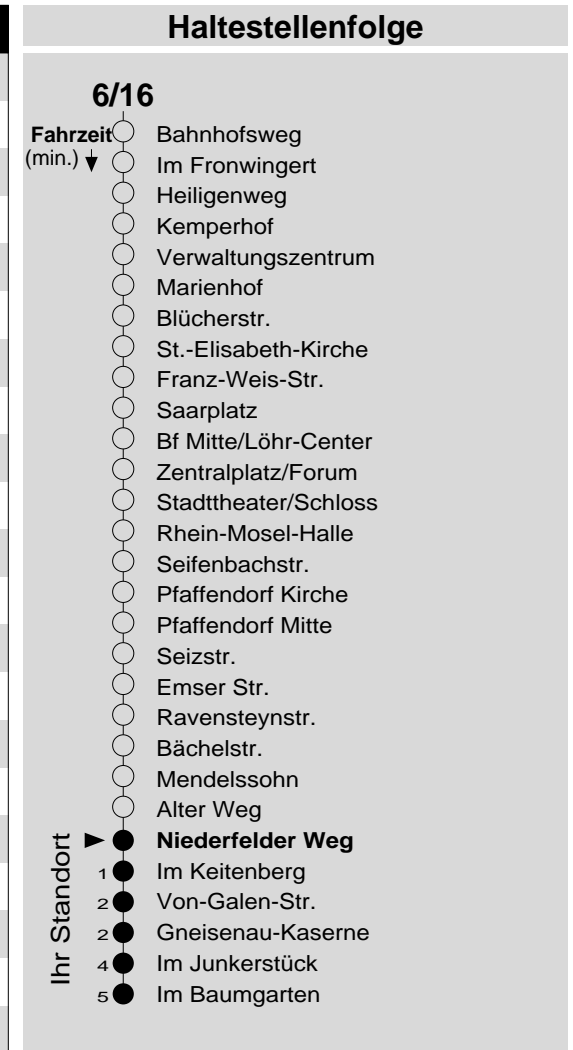 Haltestellenfolge
6/16
Fahrzeit Bahnhofsweg
(min.) Im Fronwingert
Heiligenweg
Kemperhof
Verwaltungszentrum
Marienhof
Blücherstr.
St.-Elisabeth-Kirche
Franz-Weis-Str.
Saarplatz
Bf Mitte/Löhr-Center
Zentralplatz/Forum
Stadttheater/Schloss
Rhein-Mosel-Halle
Seifenbachstr.
Pfaffendorf Kirche
Pfaffendorf Mitte
Seizstr.
Emser Str.
Ravensteynstr.
Bächelstr.
Mendelssohn
Alter Weg
Ihr Standort
Niederfelder Weg
1 Im Keitenberg
2 Von-Galen-Str.
2 Gneisenau-Kaserne
4 Im Junkerstück
5 Im Baumgarten